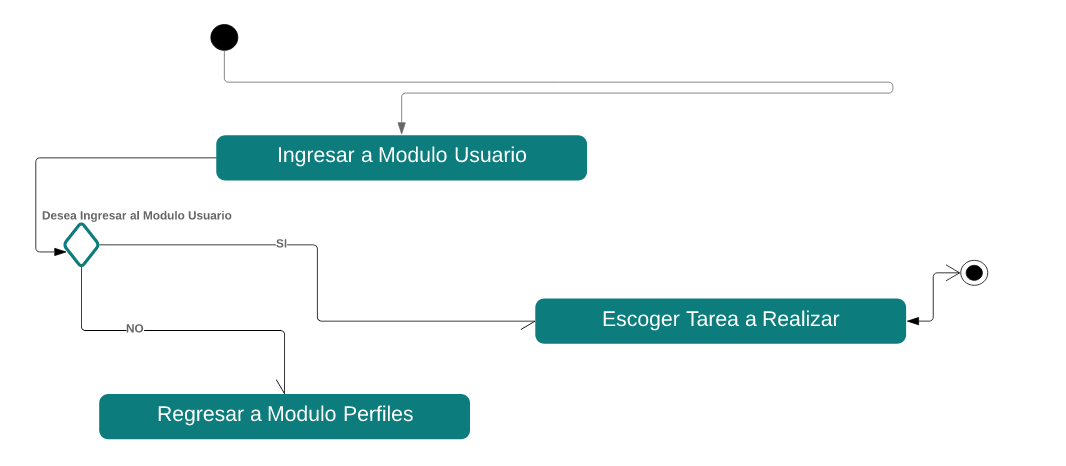 Ingresar a Modulo Usuario
Desea Ingresar al Modulo Usuario
SI
Escoger Tarea a Realizar
NO
Regresar a Modulo Perfiles